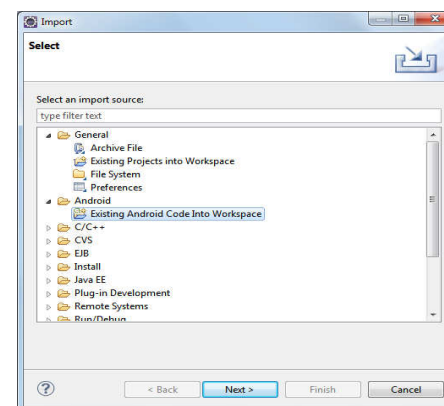 Import
Select
Select an import source:
type filter text
General
Archive File
Existing Projects into Workspace
File System
Preferences
Android
Existing Android Code Into Workspace
C/C++
CVS
EJB
Install
Java EE
Plug-in Development
Remote Systems
Run/Debug
?
< Back
Next >
Finish
Cancel